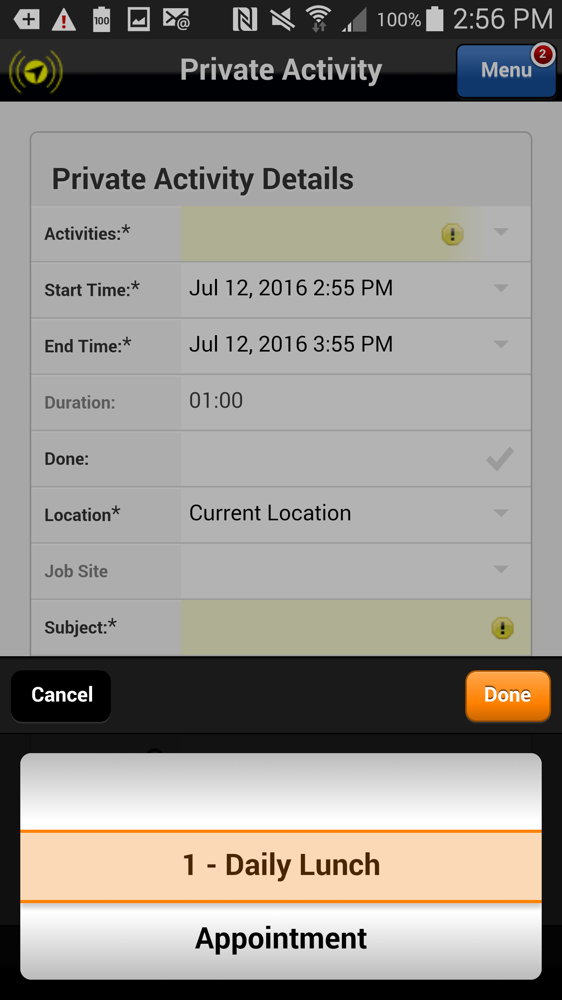 100 @ 100% 2:56 PM
Private Activity Menu 2
Private Activity Details
Activities:*
Start Time:* Jul 12, 2016 2:55 PM
End Time:* Jul 12, 2016 3:55 PM
Duration: 01:00
Done:
Location* Current Location
Job Site
Subject:*
Cancel Done
1 - Daily Lunch
Appointment